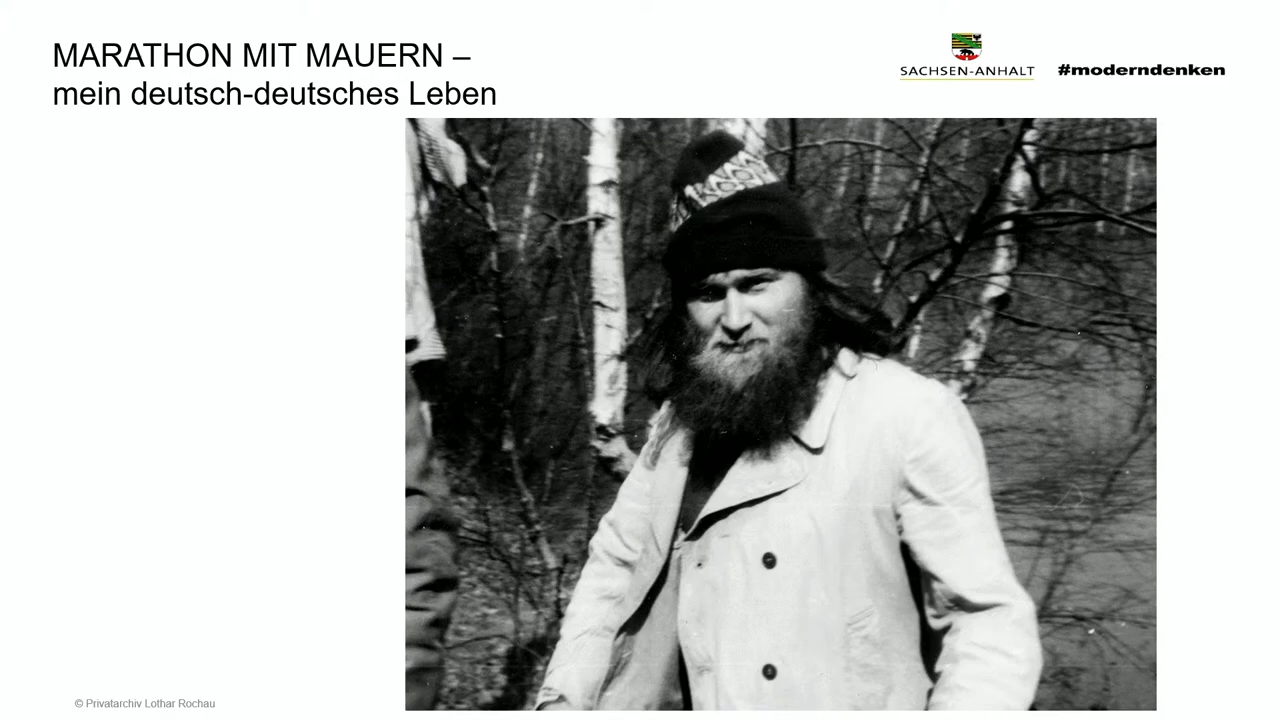 MARATHON MIT MAUERN –
mein deutsch-deutsches Leben
SACHSEN-ANHALT
#moderndenken
© Privatarchiv Lothar Rochau